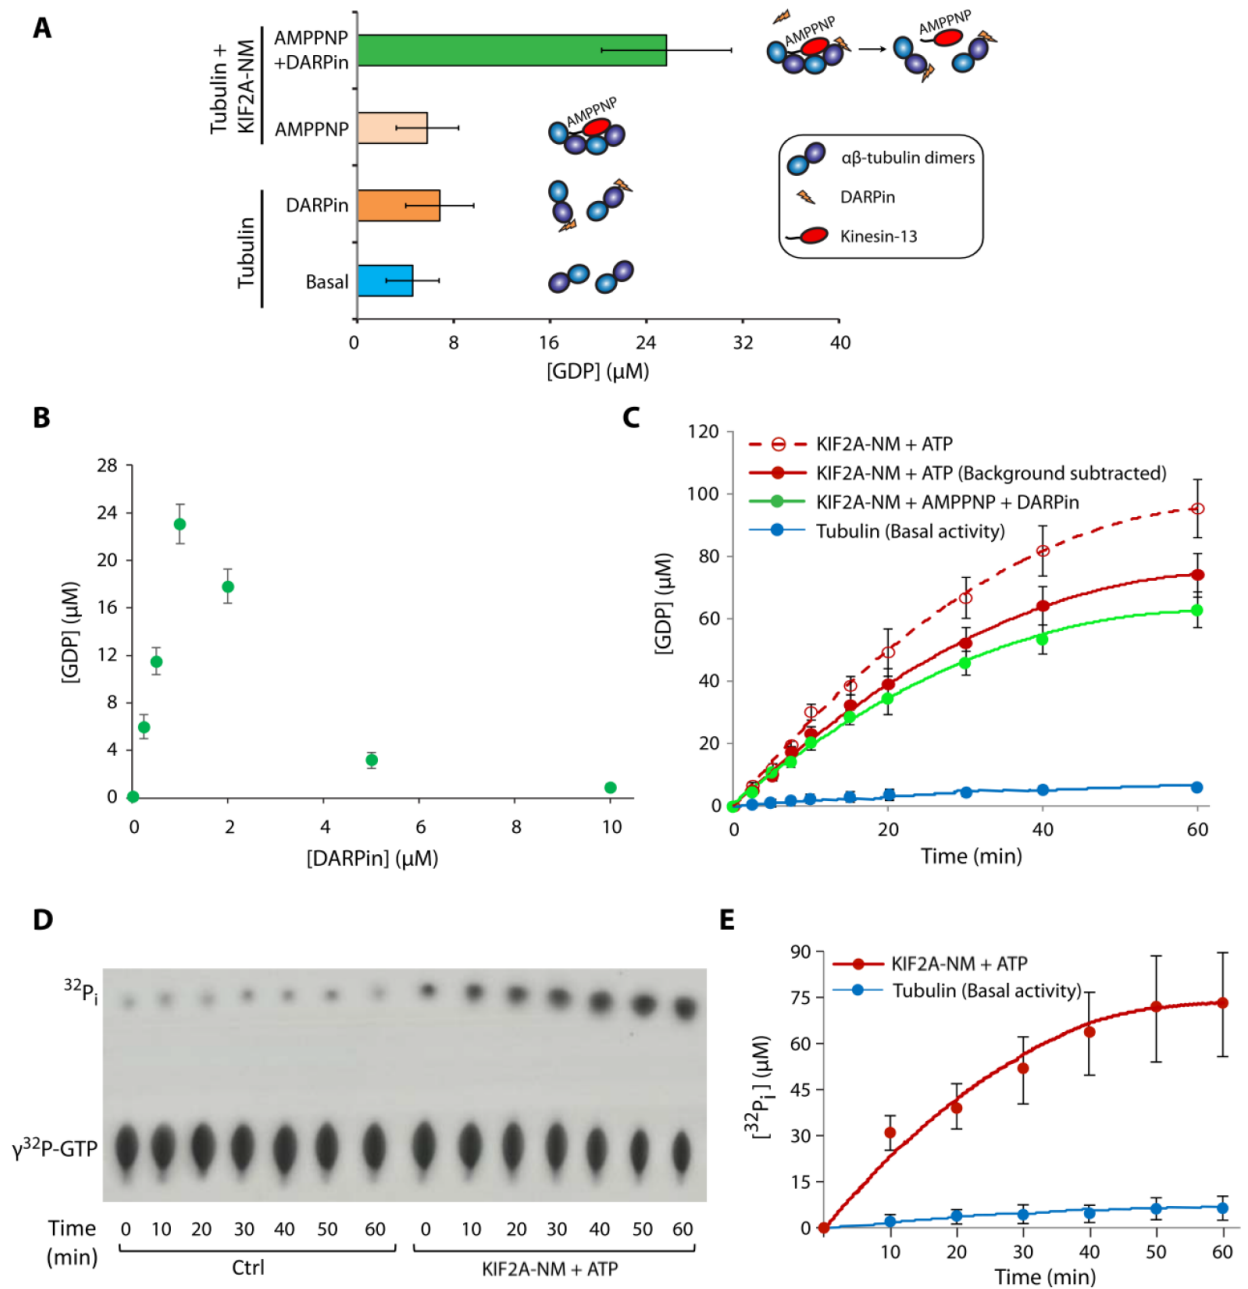 A
Tubulin +
KIF2A-NM
AMPPNP
+DARPin
AMPPNP
Tubulin
DARPin
Basal
0 8 16 24 32 40
[GDP] (μM)
AMPPNP
AMPPNP
AMPPNP
αβ-tubulin dimers
DARPin
Kinesin-13
B
28
24
20
16
12
8
4
0
[GDP] (μM)
0 2 4 6 8 10
[DARPin] (μM)
C
120
100
80
60
40
20
0
[GDP] (μM)
KIF2A-NM + ATP
KIF2A-NM + ATP (Background subtracted)
KIF2A-NM + AMPPNP + DARPin
Tubulin (Basal activity)
0 20 40 60
Time (min)
D
³²Pᵢ
γ³²P-GTP
Time
(min)
0 10 20 30 40 50 60 0 10 20 30 40 50 60
Ctrl
KIF2A-NM + ATP
E
90
75
60
45
30
15
0
[³²Pᵢ] (μM)
KIF2A-NM + ATP
Tubulin (Basal activity)
10 20 30 40 50 60
Time (min)